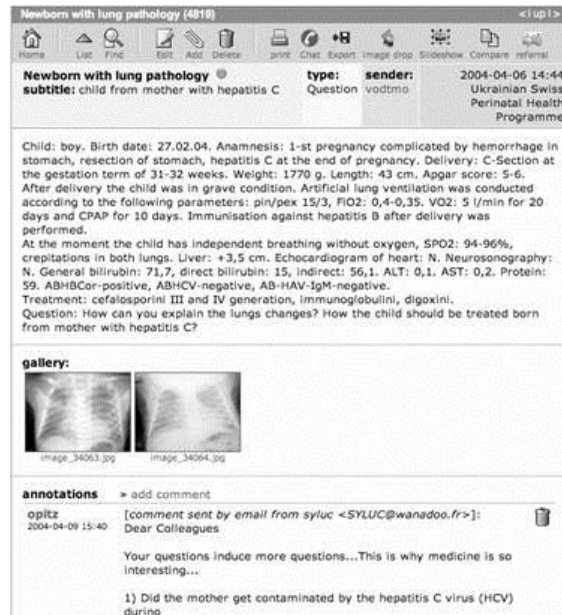 Newborn with lung pathology (4819) <|up|>
Home List Find Edit Add Delete print Chat Export image drop Slideshow Compare referral
Newborn with lung pathology type: sender: 2004-04-06 14:44
subtitle: child from mother with hepatitis C Question vodtmo Ukrainian Swiss
Perinatal Health
Programme
Child: boy. Birth date: 27.02.04. Anamnesis: 1-st pregnancy complicated by hemorrhage in
stomach, resection of stomach, hepatitis C at the end of pregnancy. Delivery: C-Section at
the gestation term of 31-32 weeks. Weight: 1770 g. Length: 43 cm. Apgar score: 5-6.
After delivery the child was in grave condition. Artificial lung ventilation was conducted
according to the following parameters: pin/pex 15/3, FiO2: 0,4-0,35. VO2: 5 l/min for 20
days and CPAP for 10 days. Immunisation against hepatitis B after delivery was
performed.
At the moment the child has independent breathing without oxygen, SPO2: 94-96%,
crepitations in both lungs. Liver: +3,5 cm. Echocardiogram of heart: N. Neurosonography:
N. General bilirubin: 71,7, direct bilirubin: 15, indirect: 56,1. ALT: 0,1. AST: 0,2. Protein:
59. ABHBCor-positive, ABHCV-negative, AB-HAV-IgM-negative.
Treatment: cefalosporini III and IV generation, immunoglobulini, digoxini.
Question: How can you explain the lungs changes? How the child should be treated born
from mother with hepatitis C?
gallery:
image_34063.jpg image_34064.jpg
annotations » add comment
opitz [comment sent by email from syluc <SYLUC@wanadoo.fr>]:
2004-04-09 15:40 Dear Colleagues
Your questions induce more questions...This is why medicine is so
interesting...
1) Did the mother get contaminated by the hepatitis C virus (HCV)
during